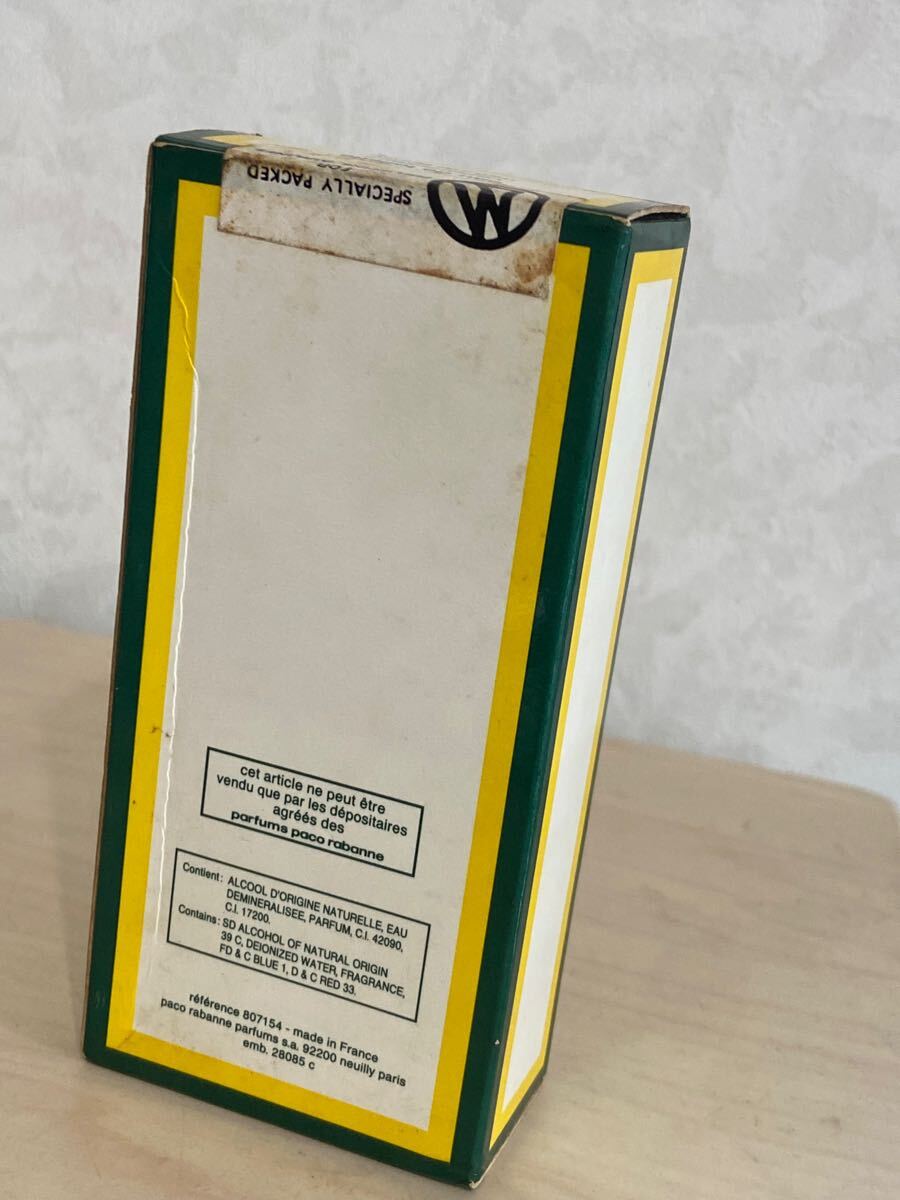 SPECIALLY PACKED
FOR
cet article ne peut être
vendu que par les dépositaires
agréés des
parfums paco rabanne
Contient: ALCOOL D'ORIGINE NATURELLE, EAU
DEMINERALISEE, PARFUM, C.I. 42090,
C.I. 17200.
Contains: SD ALCOHOL OF NATURAL ORIGIN
39 C, DEIONIZED WATER, FRAGRANCE,
FD & C BLUE 1, D & C RED 33.
référence 807154 - made in France
paco rabanne parfums s.a. 92200 neuilly paris
emb. 28085 c